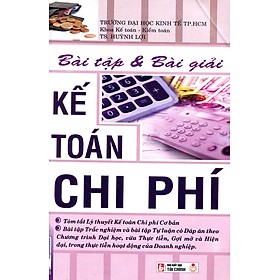 TRƯỜNG ĐẠI HỌC KINH TẾ TP.HCM
Khoa Kế toán - Kiểm toán
TS. HUỲNH LỢI
Bài tập & Bài giải
KẾ
TOÁN
CHI PHÍ
Tóm tắt Lý thuyết Kế toán Chi phí Cơ bản
Bài tập Trắc nghiệm và bài tập Tự luận có Đáp án theo
Chương trình Đại học, vừa Thực tiễn, Gợi mở và Hiện
đại, trong thực tiễn hoạt động của Doanh nghiệp.
TÀI CHÍNH